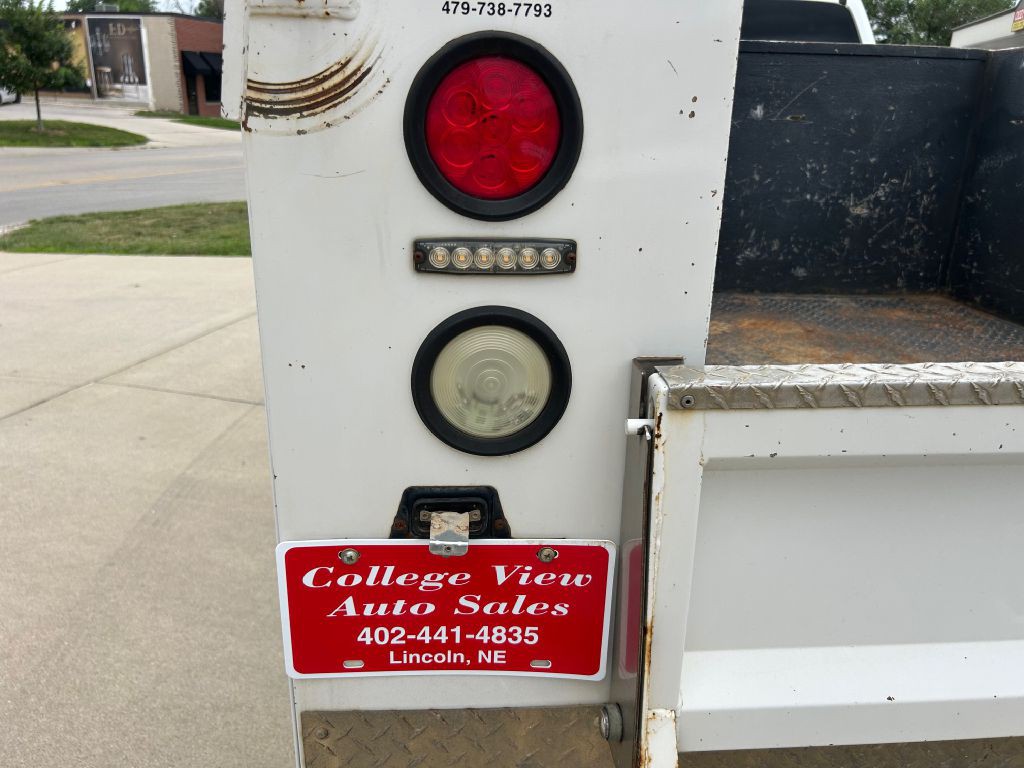 479-738-7793
College View
Auto Sales
402-441-4835
Lincoln, NE